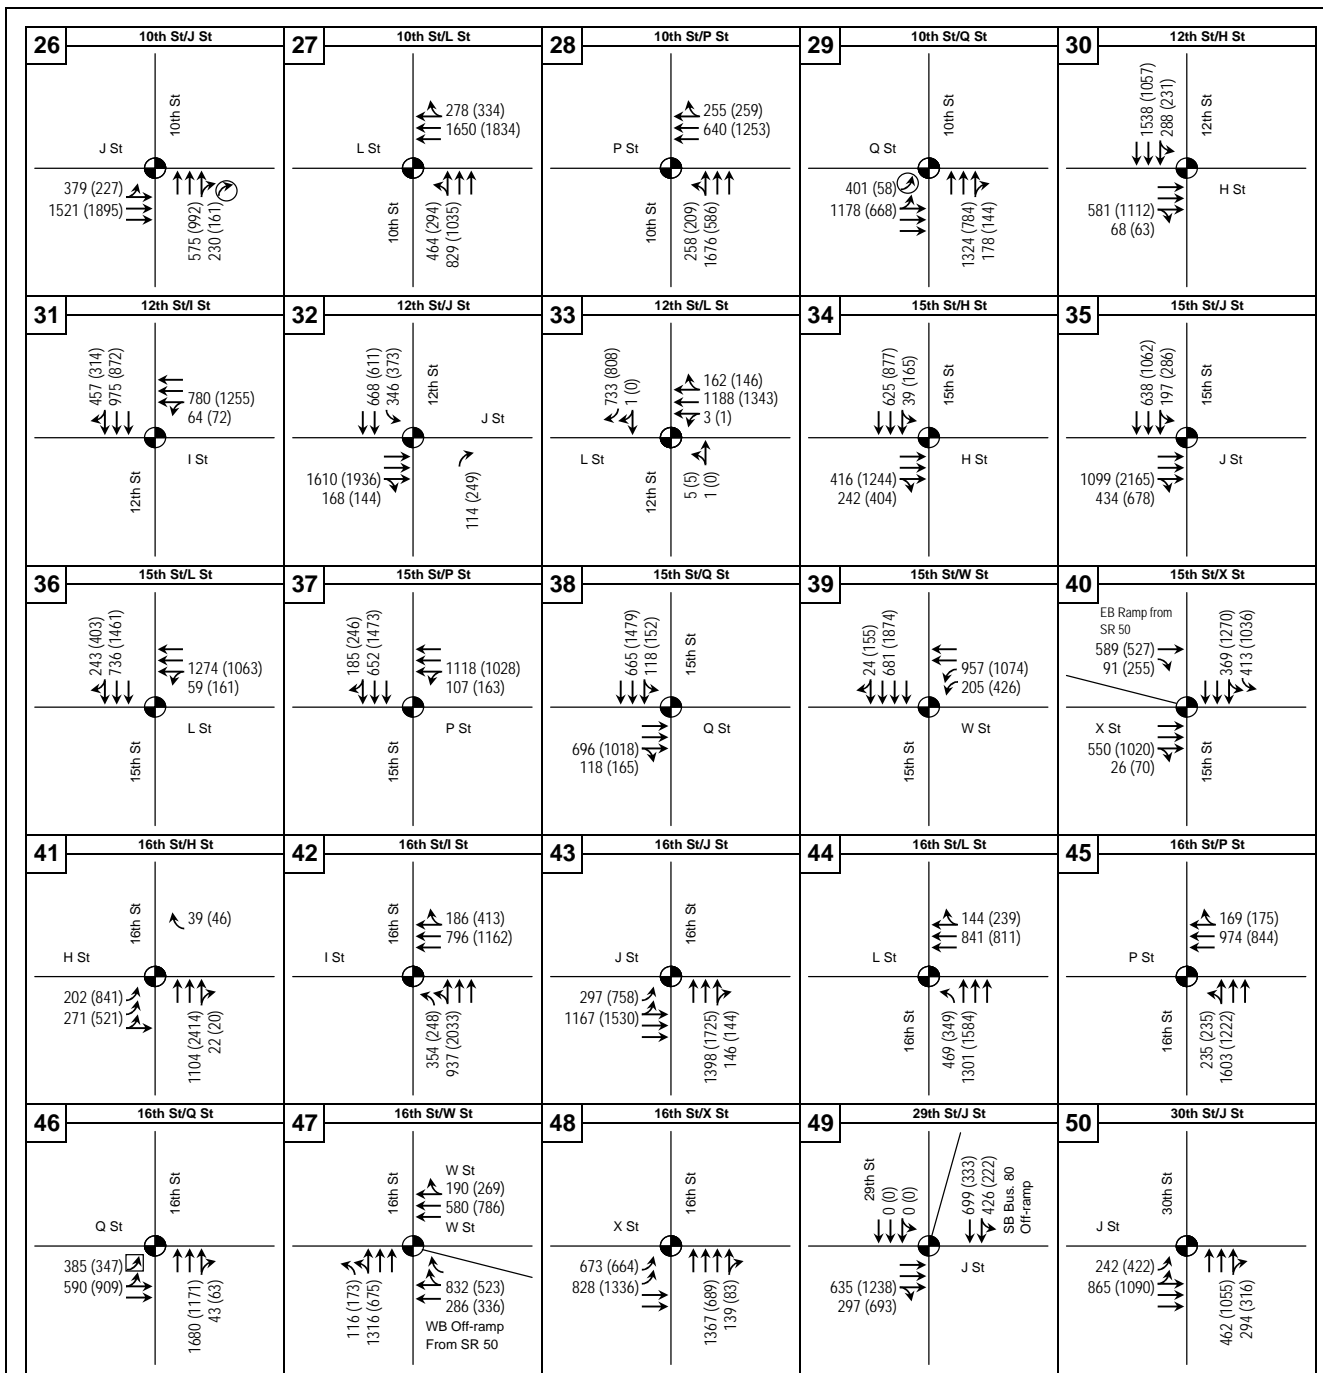 26
10th St/J St
10th St
J St
379 (227)
1521 (1895)
575 (992)
230 (161)
27
10th St/L St
278 (334)
1650 (1834)
L St
10th St
464 (294)
829 (1035)
28
10th St/P St
255 (259)
640 (1253)
P St
10th St
258 (209)
1676 (586)
29
10th St/Q St
10th St
Q St
401 (58)
1178 (668)
1324 (784)
178 (144)
30
12th St/H St
1538 (1057)
288 (231)
12th St
H St
581 (1112)
68 (63)
31
12th St/I St
457 (314)
975 (872)
780 (1255)
64 (72)
I St
12th St
32
12th St/J St
668 (611)
346 (373)
12th St
J St
1610 (1936)
168 (144)
114 (249)
33
12th St/L St
733 (808)
1 (0)
162 (146)
1188 (1343)
3 (1)
L St
12th St
5 (5)
1 (0)
34
15th St/H St
625 (877)
39 (165)
15th St
H St
416 (1244)
242 (404)
35
15th St/J St
638 (1062)
197 (286)
15th St
J St
1099 (2165)
434 (678)
36
15th St/L St
243 (403)
736 (1461)
1274 (1063)
59 (161)
L St
15th St
37
15th St/P St
185 (246)
652 (1473)
1118 (1028)
107 (163)
P St
15th St
38
15th St/Q St
665 (1479)
118 (152)
15th St
Q St
696 (1018)
118 (165)
39
15th St/W St
24 (155)
681 (1874)
957 (1074)
205 (426)
W St
15th St
40
15th St/X St
EB Ramp from
SR 50
589 (527)
91 (255)
369 (1270)
413 (1036)
X St
550 (1020)
26 (70)
15th St
41
16th St/H St
16th St
39 (46)
H St
202 (841)
271 (521)
1104 (2414)
22 (20)
42
16th St/I St
16th St
186 (413)
796 (1162)
I St
354 (248)
937 (2033)
43
16th St/J St
16th St
J St
297 (758)
1167 (1530)
1398 (1725)
146 (144)
44
16th St/L St
144 (239)
841 (811)
L St
16th St
469 (349)
1301 (1584)
45
16th St/P St
169 (175)
974 (844)
P St
16th St
235 (235)
1603 (1222)
46
16th St/Q St
16th St
Q St
385 (347)
590 (909)
1680 (1171)
43 (63)
47
16th St/W St
16th St
W St
190 (269)
580 (786)
W St
116 (173)
1316 (675)
832 (523)
286 (336)
WB Off-ramp
From SR 50
48
16th St/X St
16th St
X St
673 (664)
828 (1336)
1367 (689)
139 (83)
49
29th St/J St
29th St
0 (0)
0 (0)
699 (333)
426 (222)
SB Bus. 80
Off-ramp
J St
635 (1238)
297 (693)
50
30th St/J St
30th St
J St
242 (422)
865 (1090)
462 (1055)
294 (316)